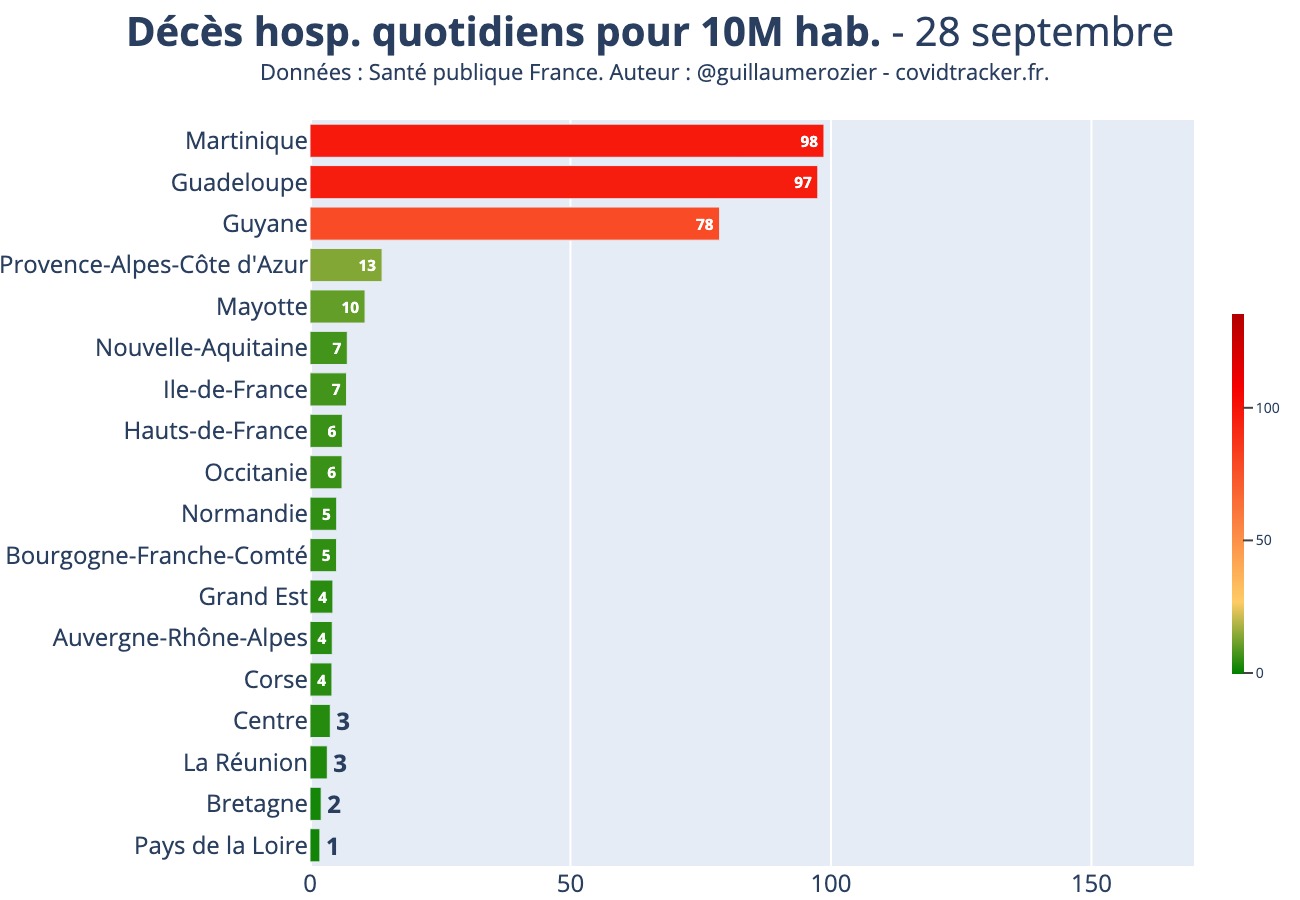 Décès hosp. quotidiens pour 10M hab. - 28 septembre
Données : Santé publique France. Auteur : @guillaumerozier - covidtracker.fr.
Martinique 98
Guadeloupe 97
Guyane 78
Provence-Alpes-Côte d'Azur 13
Mayotte 10
Nouvelle-Aquitaine 7
Ile-de-France 7
Hauts-de-France 6
Occitanie 6
Normandie 5
Bourgogne-Franche-Comté 5
Grand Est 4
Auvergne-Rhône-Alpes 4
Corse 4
Centre 3
La Réunion 3
Bretagne 2
Pays de la Loire 1
0 50 100 150
100
50
0